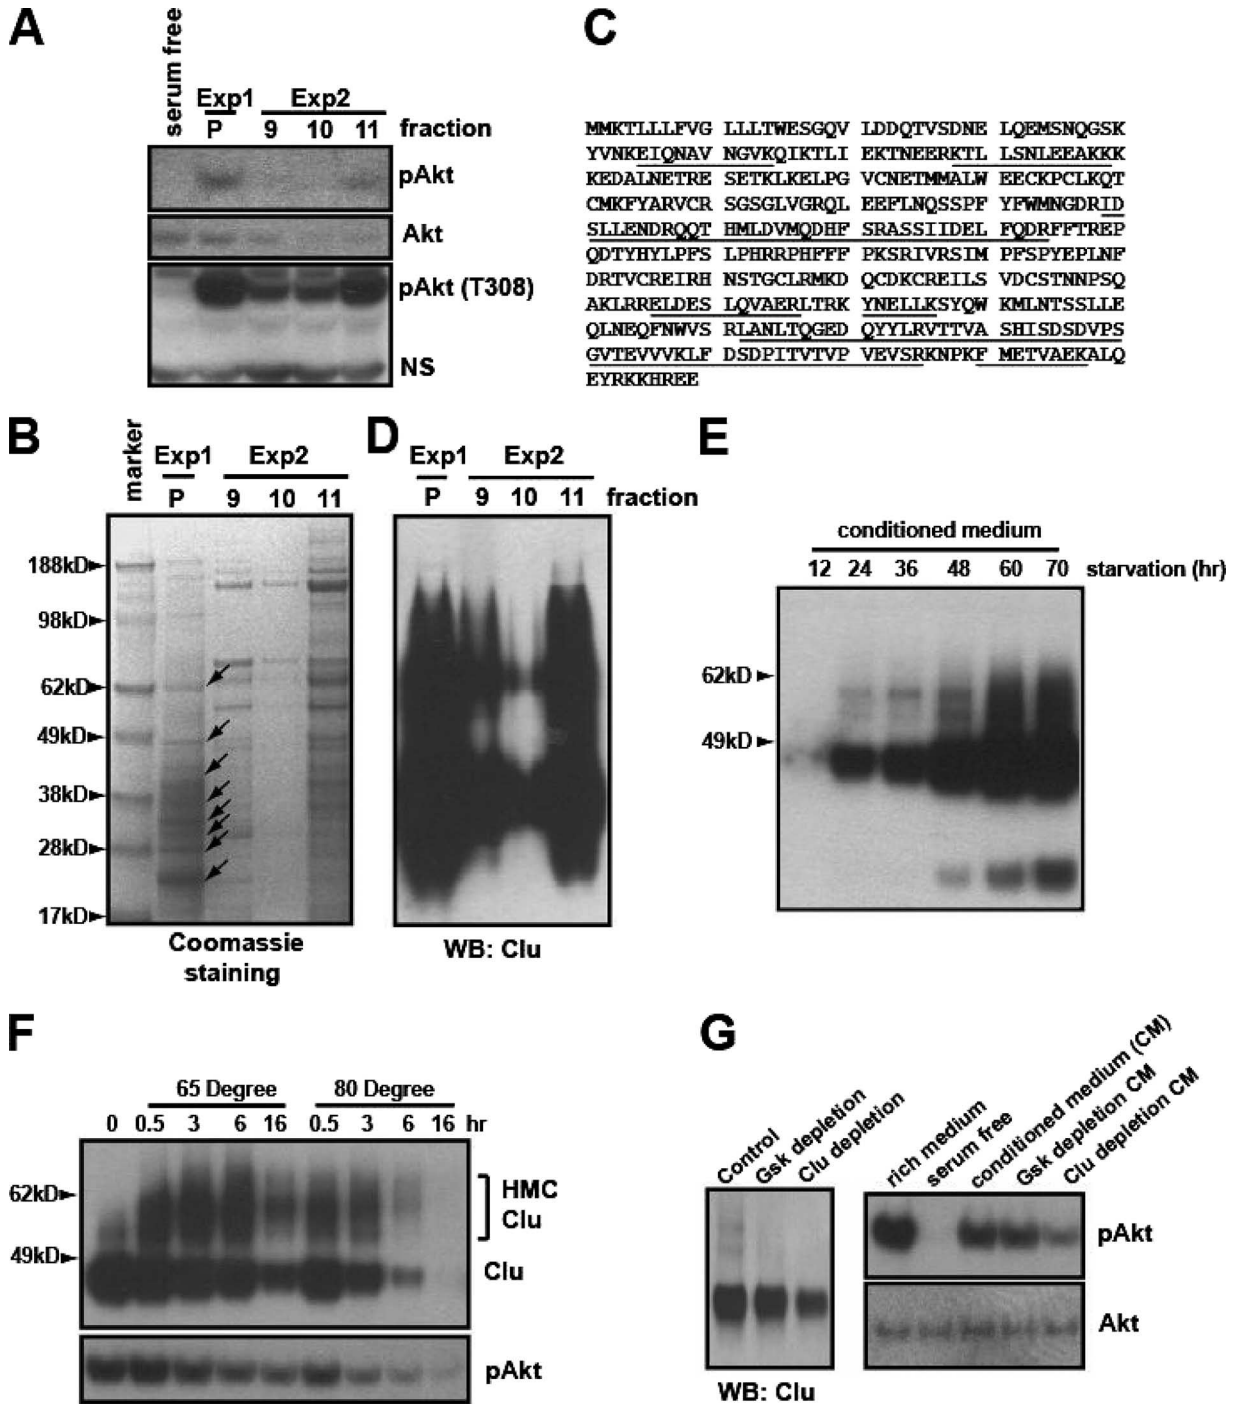 A
serum free
Exp1 Exp2
P 9 10 11 fraction
pAkt
Akt
pAkt (T308)
NS
C
MMKTLLLFVG LLLTWESGQV LDDQTVSDNE LQEMSNQGSK
YVNKEIQNAV NGVKQIKTLI EKTNEERKTL LSNLEEAKKK
KEDALNETRE SETKLKELPG VCNETMMALW EECKPCLKQT
CMKFYARVCR SGSGLVGRQL EEFLNQSSPF YFWMNGDRID
SLLENDRQQT HMLDVMQDHF SRASSIIDEL FQDRFFTREP
QDTYHYLPFS LPHRRPHFFF PKSRIVRSIM PFSPYEPLNF
DRTVCREIRH NSTGCLRMKD QCDKCREILS VDCSTNNPSQ
AKLRRELDES LQVAERLTRK YNELLKSYQW KMLNTSSLLE
QLNEQFNWVS RLANLTQGED QYYLRVTTVA SHISDSDVPS
GVTEVVVKLF DSDPITVTVP VEVSRKNPKF METVAEKALQ
EYRKKHREE
B
marker
Exp1 Exp2
P 9 10 11
188kD
98kD
62kD
49kD
38kD
28kD
17kD
Coomassie
staining
D
Exp1 Exp2
P 9 10 11 fraction
WB: Clu
E
conditioned medium
12 24 36 48 60 70 starvation (hr)
62kD
49kD
F
65 Degree 80 Degree
0 0.5 3 6 16 0.5 3 6 16 hr
62kD
49kD
HMC
Clu
Clu
pAkt
G
Control
Gsk depletion
Clu depletion
WB: Clu
rich medium
serum free
conditioned medium (CM)
Gsk depletion CM
Clu depletion CM
pAkt
Akt